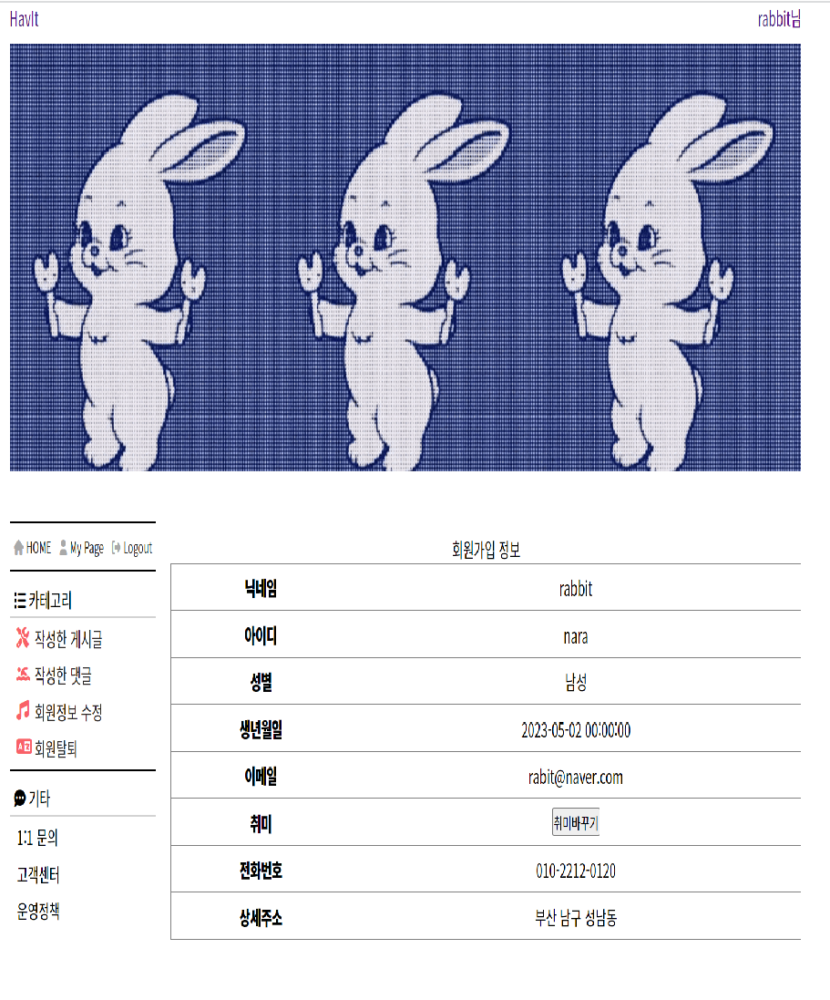 HavIt
rabbit님
HOME My Page Logout
카테고리
작성한 게시글
작성한 댓글
회원정보 수정
회원탈퇴
기타
1:1 문의
고객센터
운영정책
회원가입 정보
닉네임 rabbit
아이디 nara
성별 남성
생년월일 2023-05-02 00:00:00
이메일 rabit@naver.com
취미 취미바꾸기
전화번호 010-2212-0120
상세주소 부산 남구 성남동